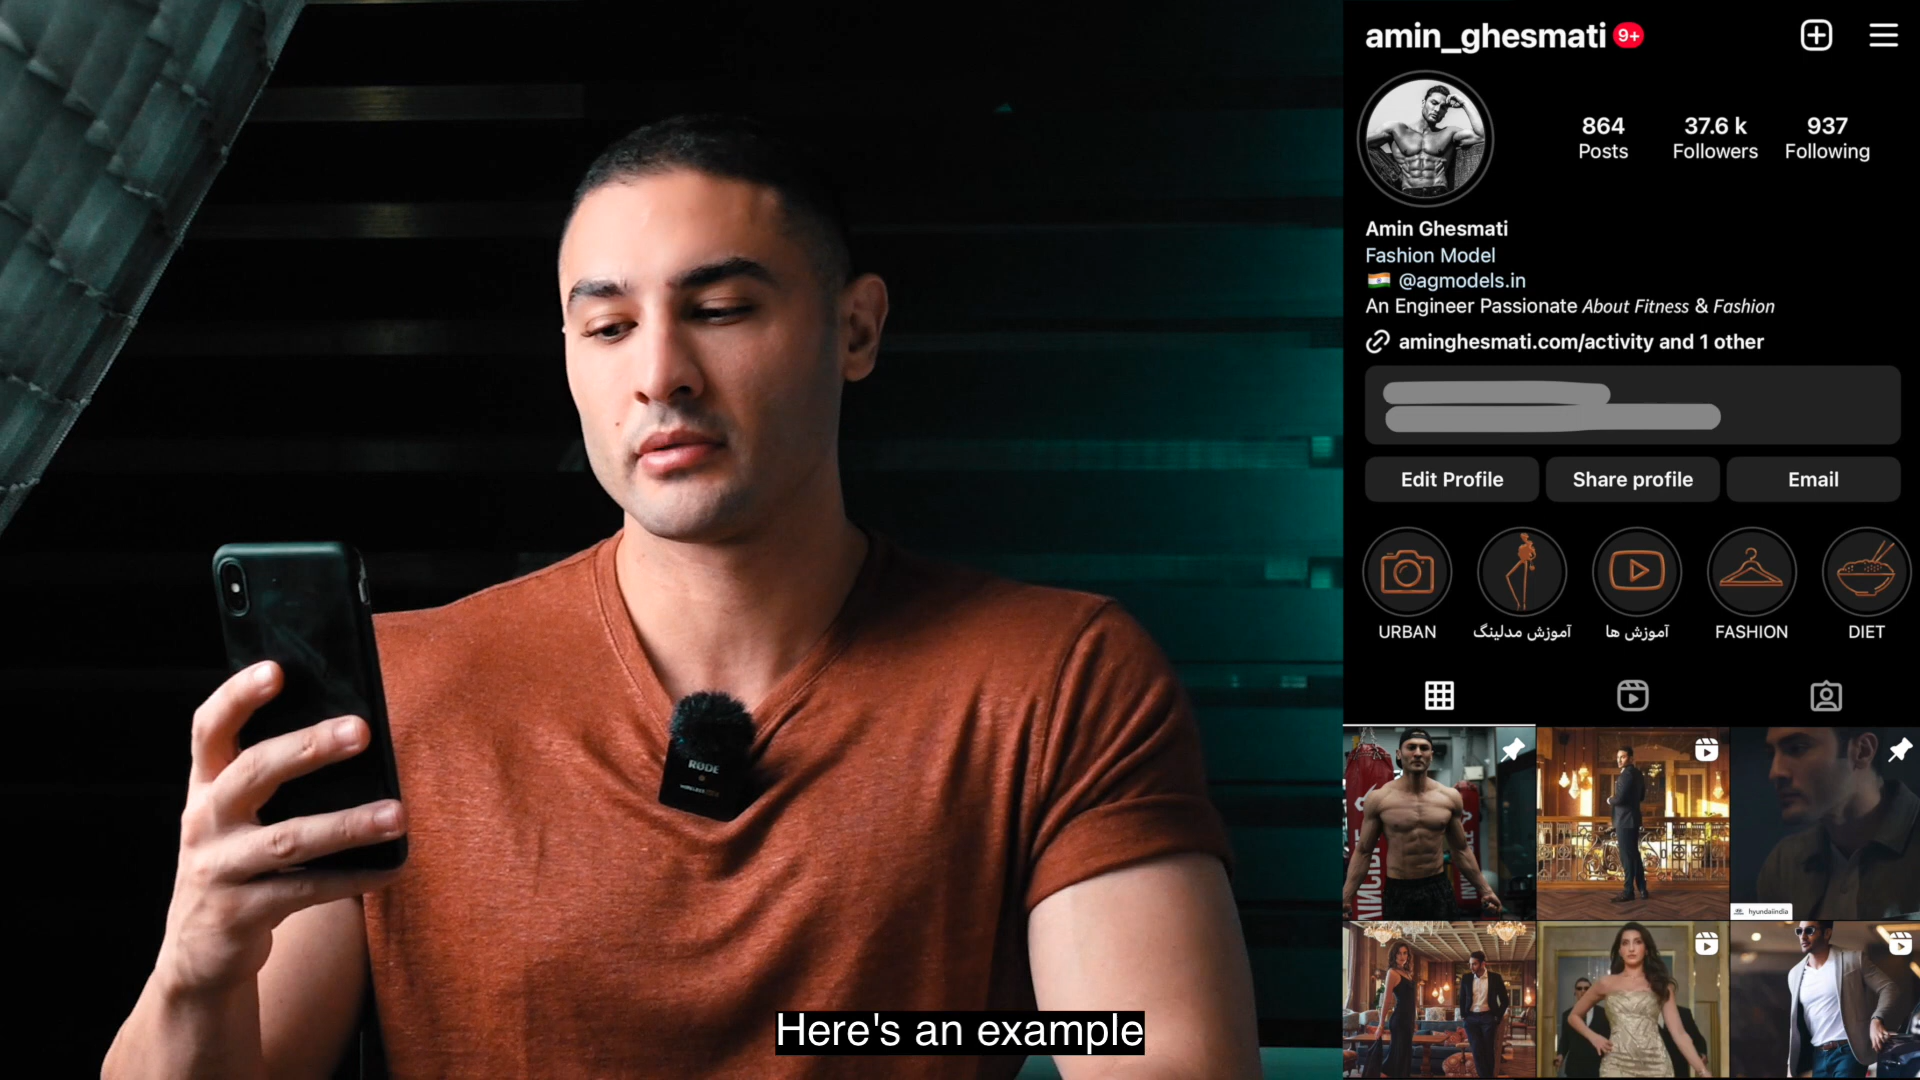 amin_ghesmati 9+
864 37.6 k 937
Posts Followers Following
Amin Ghesmati
Fashion Model
🇮🇳 @agmodels.in
An Engineer Passionate About Fitness & Fashion
aminghesmati.com/activity and 1 other
Edit Profile Share profile Email
URBAN آموزش مدلینگ آموزش ها FASHION DIET
RØDE
hyundaiindia
Here's an example